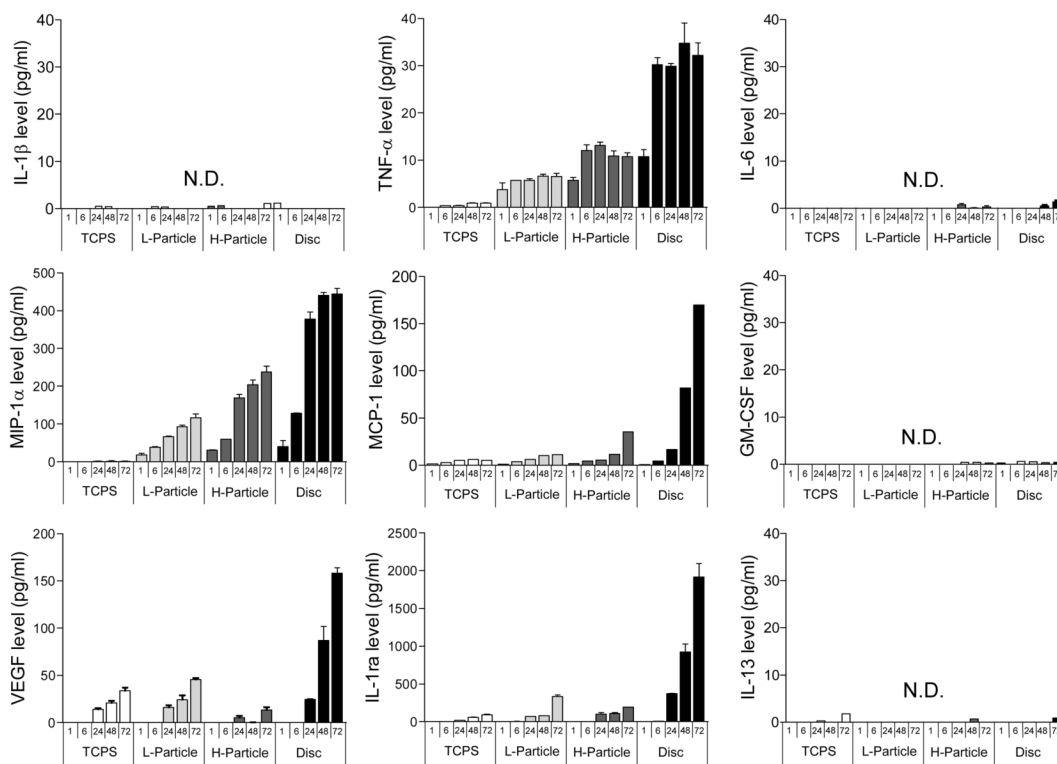 IL-1β level (pg/ml)
40
30
20
10
0
N.D.
1 6 24 48 72 1 6 24 48 72 1 6 24 48 72 1 6 24 48 72
TCPS L-Particle H-Particle Disc
TNF-α level (pg/ml)
40
30
20
10
0
1 6 24 48 72 1 6 24 48 72 1 6 24 48 72 1 6 24 48 72
TCPS L-Particle H-Particle Disc
IL-6 level (pg/ml)
40
30
20
10
0
N.D.
1 6 24 48 72 1 6 24 48 72 1 6 24 48 72 1 6 24 48 7
TCPS L-Particle H-Particle Disc
MIP-1α level (pg/ml)
500
400
300
200
100
0
1 6 24 48 72 1 6 24 48 72 1 6 24 48 72 1 6 24 48 72
TCPS L-Particle H-Particle Disc
MCP-1 level (pg/ml)
200
150
100
50
0
1 6 24 48 72 1 6 24 48 72 1 6 24 48 72 1 6 24 48 72
TCPS L-Particle H-Particle Disc
GM-CSF level (pg/ml)
40
30
20
10
0
N.D.
1 6 24 48 72 1 6 24 48 72 1 6 24 48 72 1 6 24 48 7
TCPS L-Particle H-Particle Disc
VEGF level (pg/ml)
200
150
100
50
0
1 6 24 48 72 1 6 24 48 72 1 6 24 48 72 1 6 24 48 72
TCPS L-Particle H-Particle Disc
IL-1ra level (pg/ml)
2500
2000
1500
1000
500
0
1 6 24 48 72 1 6 24 48 72 1 6 24 48 72 1 6 24 48 72
TCPS L-Particle H-Particle Disc
IL-13 level (pg/ml)
40
30
20
10
0
N.D.
1 6 24 48 72 1 6 24 48 72 1 6 24 48 72 1 6 24 48 7
TCPS L-Particle H-Particle Disc